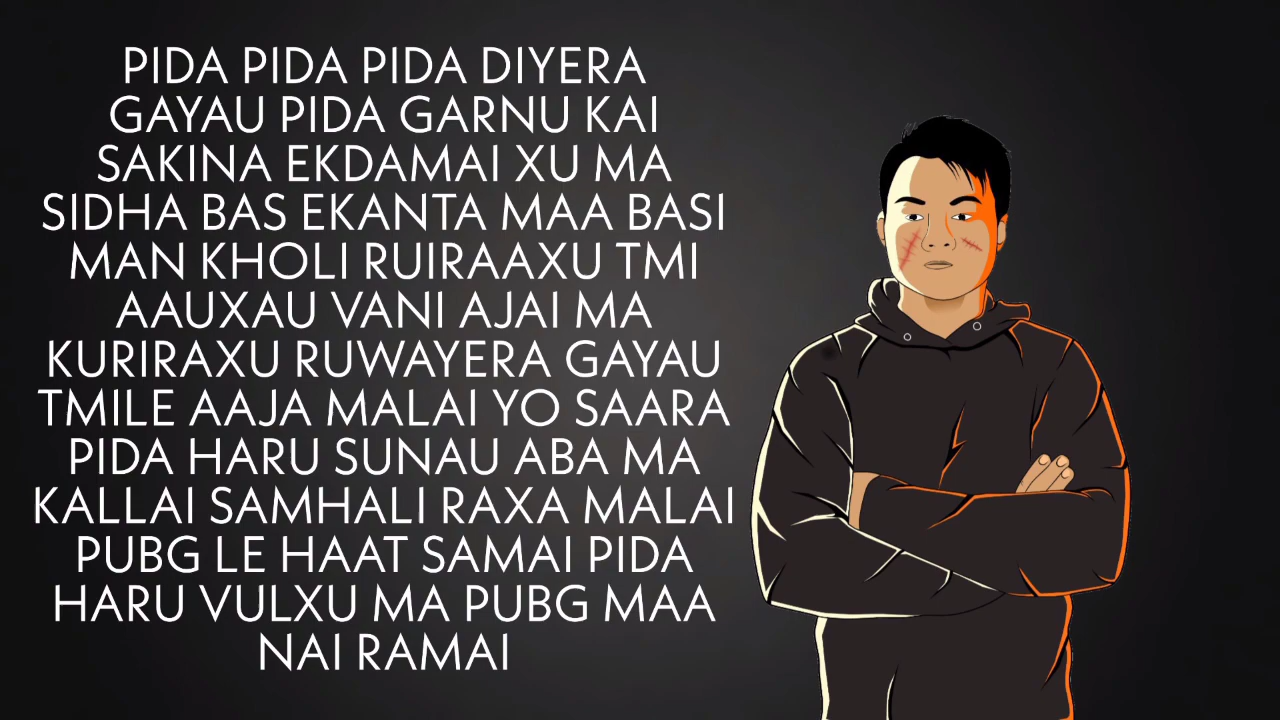 PIDA PIDA PIDA DIYERA
GAYAU PIDA GARNU KAI
SAKINA EKDAMAI XU MA
SIDHA BAS EKANTA MAA BASI
MAN KHOLI RUIRAAXU TMI
AAUXAU VANI AJAI MA
KURIRAXU RUWAYERA GAYAU
TMILE AAJA MALAI YO SAARA
PIDA HARU SUNAU ABA MA
KALLAI SAMHALI RAXA MALAI
PUBG LE HAAT SAMAI PIDA
HARU VULXU MA PUBG MAA
NAI RAMAI